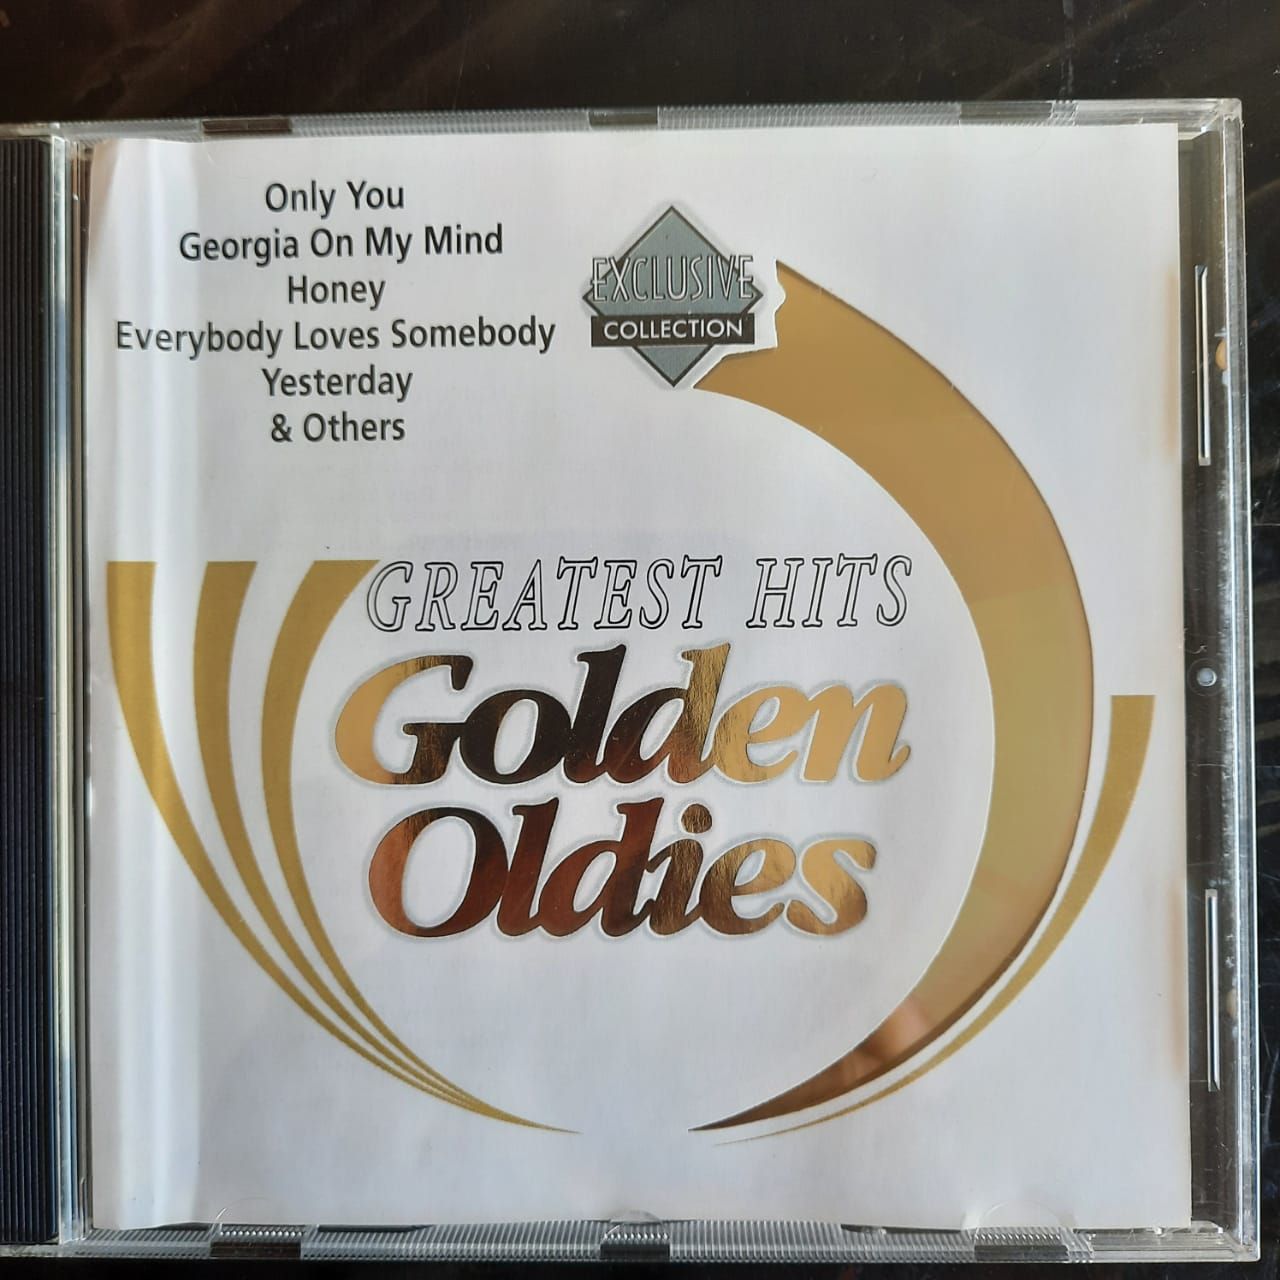 Only You
Georgia On My Mind
Honey
Everybody Loves Somebody
Yesterday
& Others
EXCLUSIVE
COLLECTION
GREATEST HITS
Golden
Oldies